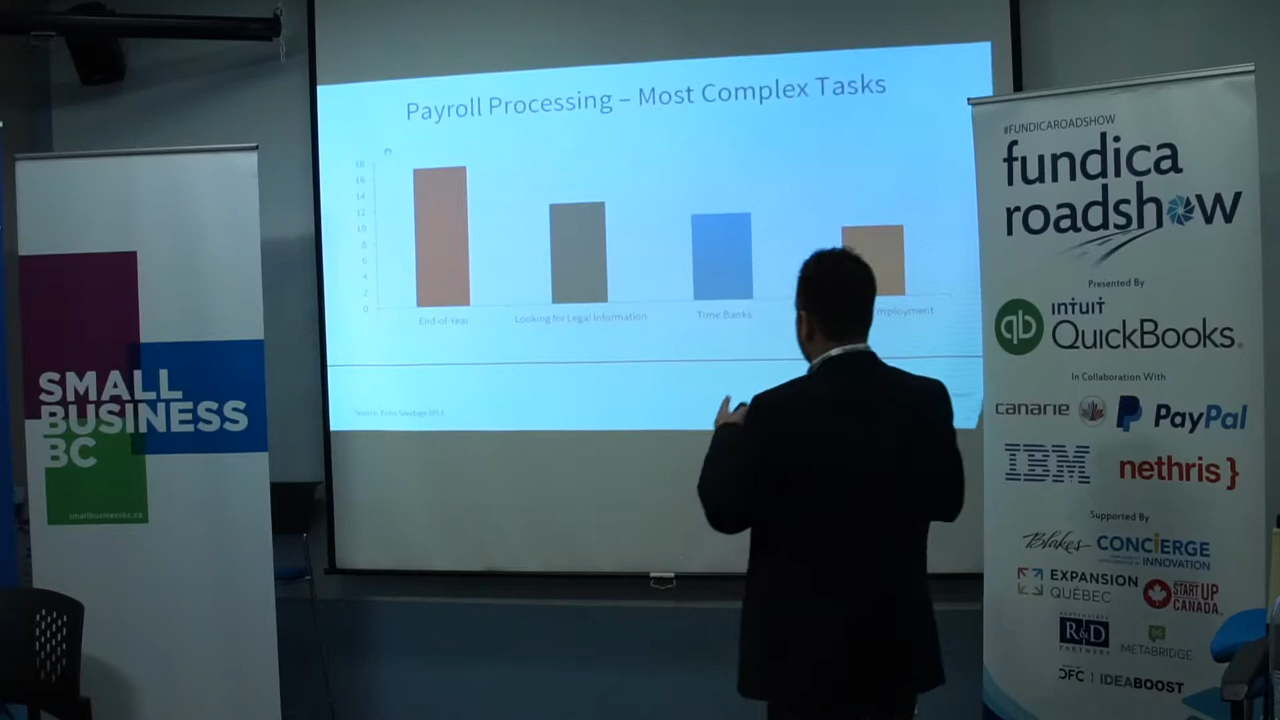 Payroll Processing – Most Complex Tasks
18
16
14
12
10
8
6
4
2
0
End-of-Year
Looking for Legal Information
Time Banks
mployment
SMALL
BUSINESS
BC
smallbusinessbc.ca
#FUNDICAROADSHOW
fundica
roadshow
Presented By
intuit
qb QuickBooks.
In Collaboration With
canarie PayPal
IBM nethris}
Supported By
Blakes CONCIERGE
INNOVATION
EXPANSION
QUÉBEC
START UP
CANADA
R&D
PARTNERS
METABRIDGE
IDEABOOST